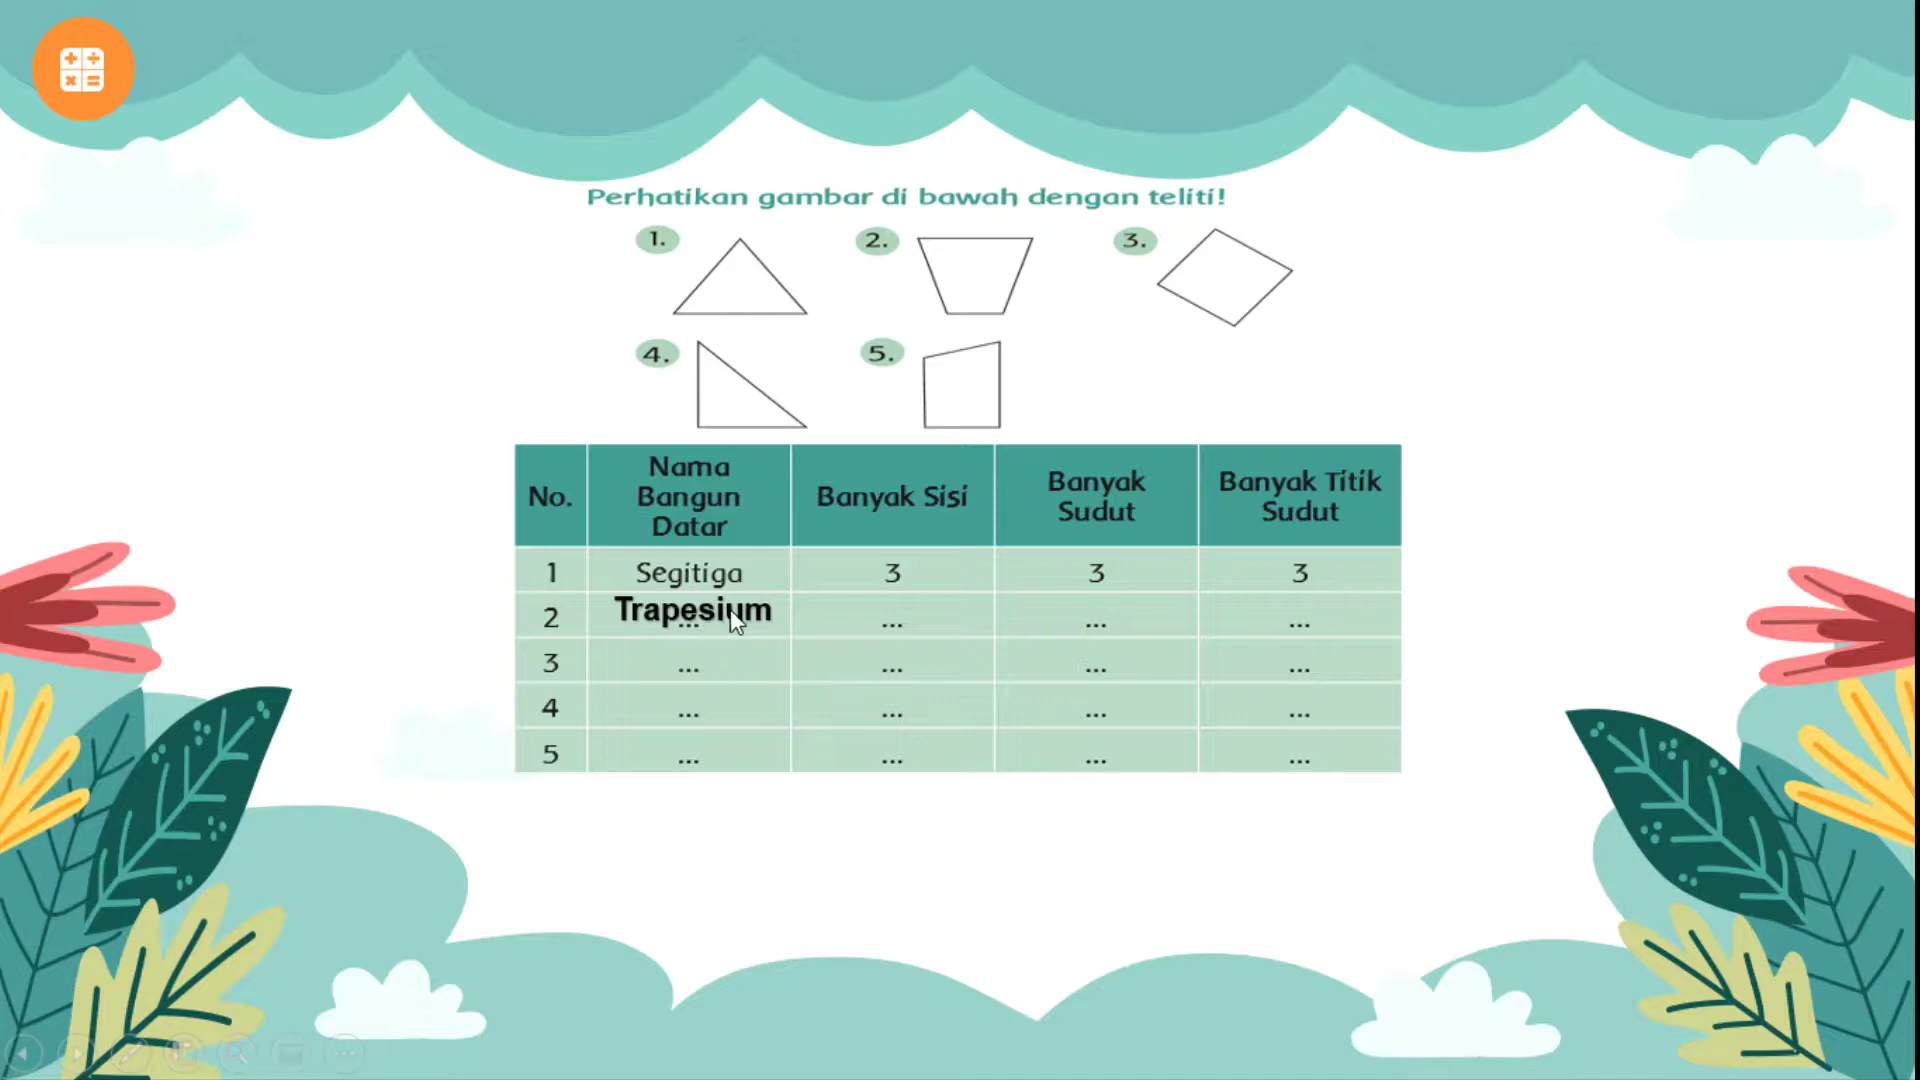 Perhatikan gambar di bawah dengan teliti!
1.
2.
3.
4.
5.
No. Nama Bangun Datar Banyak Sisi Banyak Sudut Banyak Titik Sudut
1 Segitiga 3 3 3
2 Trapesium ... ... ...
3 ... ... ... ...
4 ... ... ... ...
5 ... ... ... ...